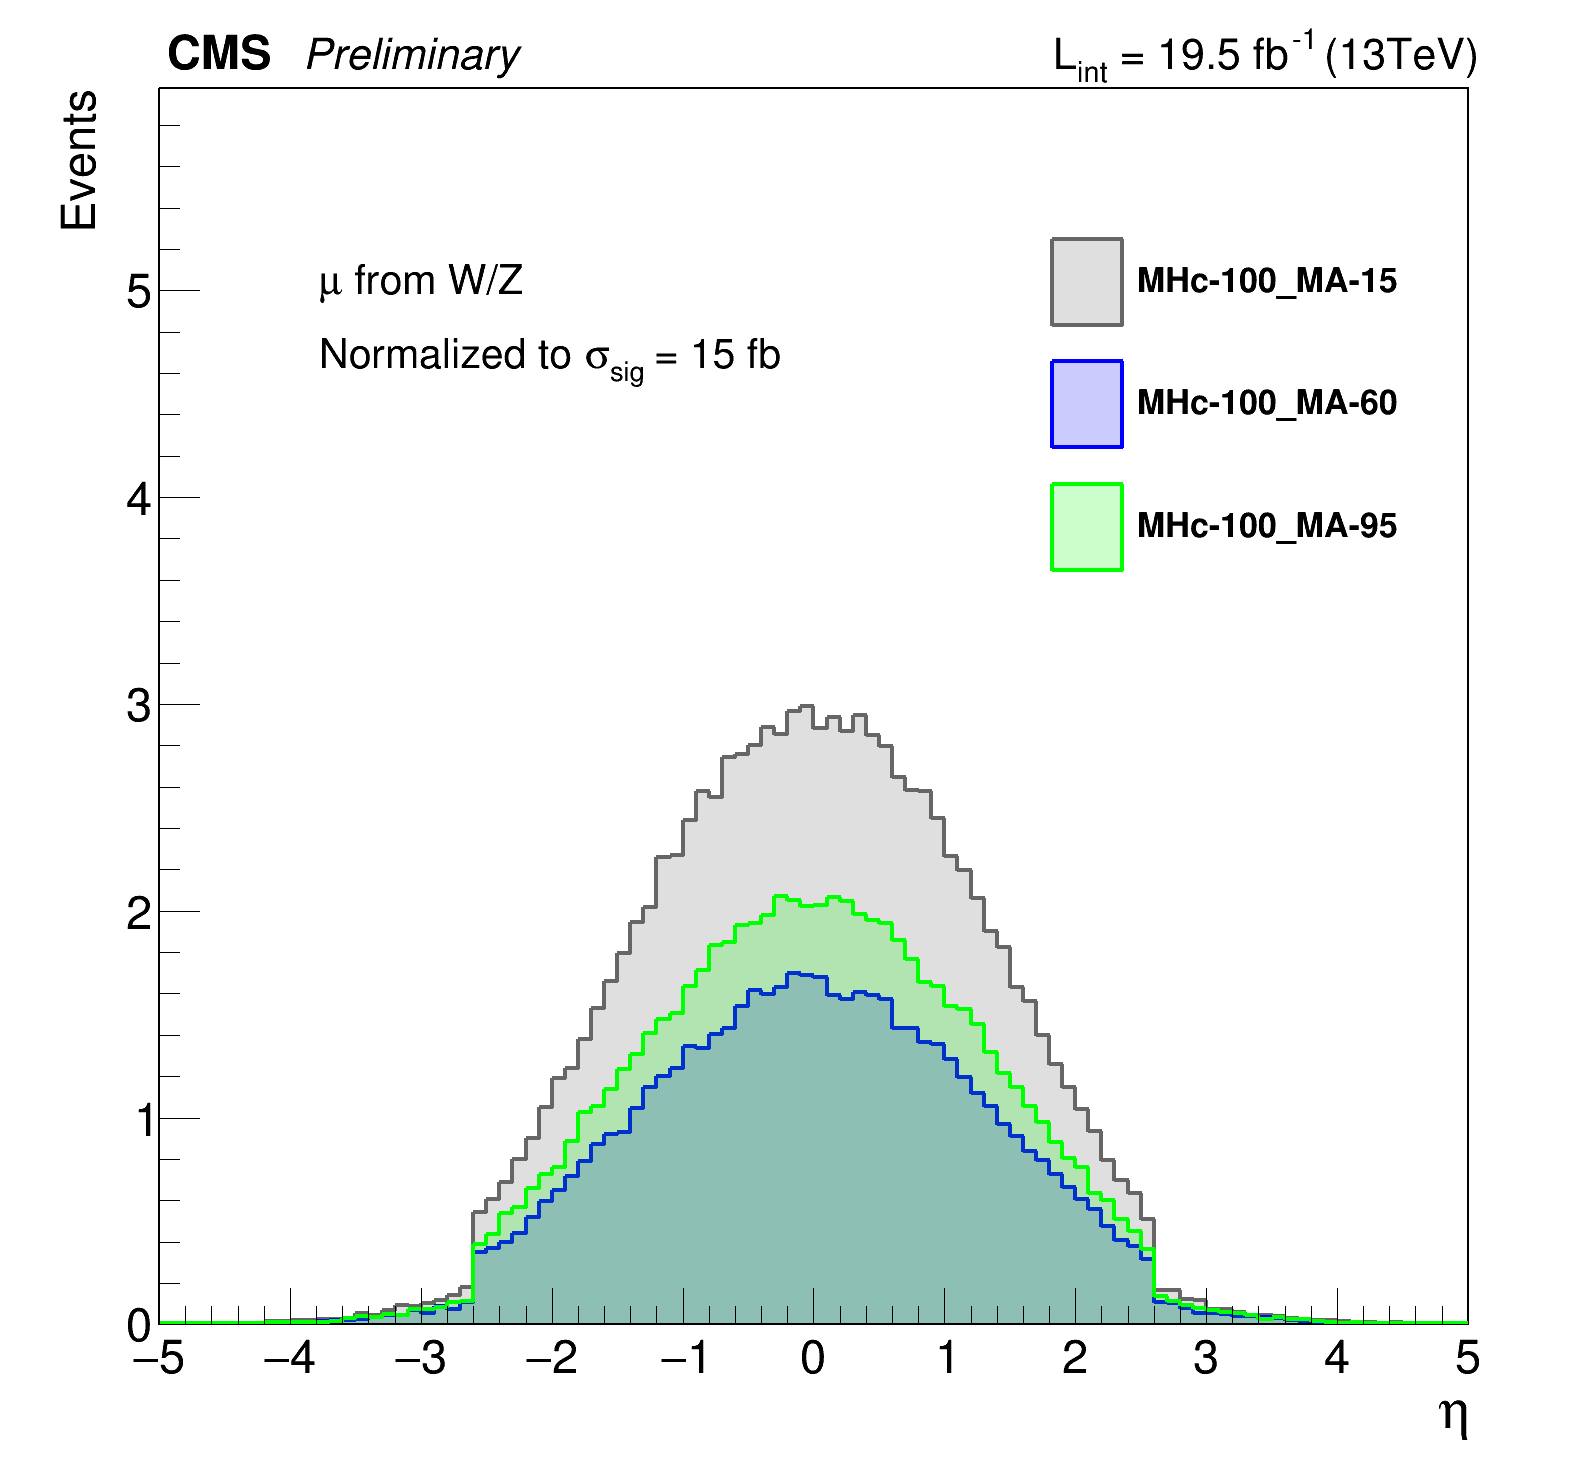 CMS Preliminary
L_int = 19.5 fb^-1 (13TeV)
Events
μ from W/Z
Normalized to σ_sig = 15 fb
MHc-100_MA-15
MHc-100_MA-60
MHc-100_MA-95
5
4
3
2
1
0
−5 −4 −3 −2 −1 0 1 2 3 4 5
η